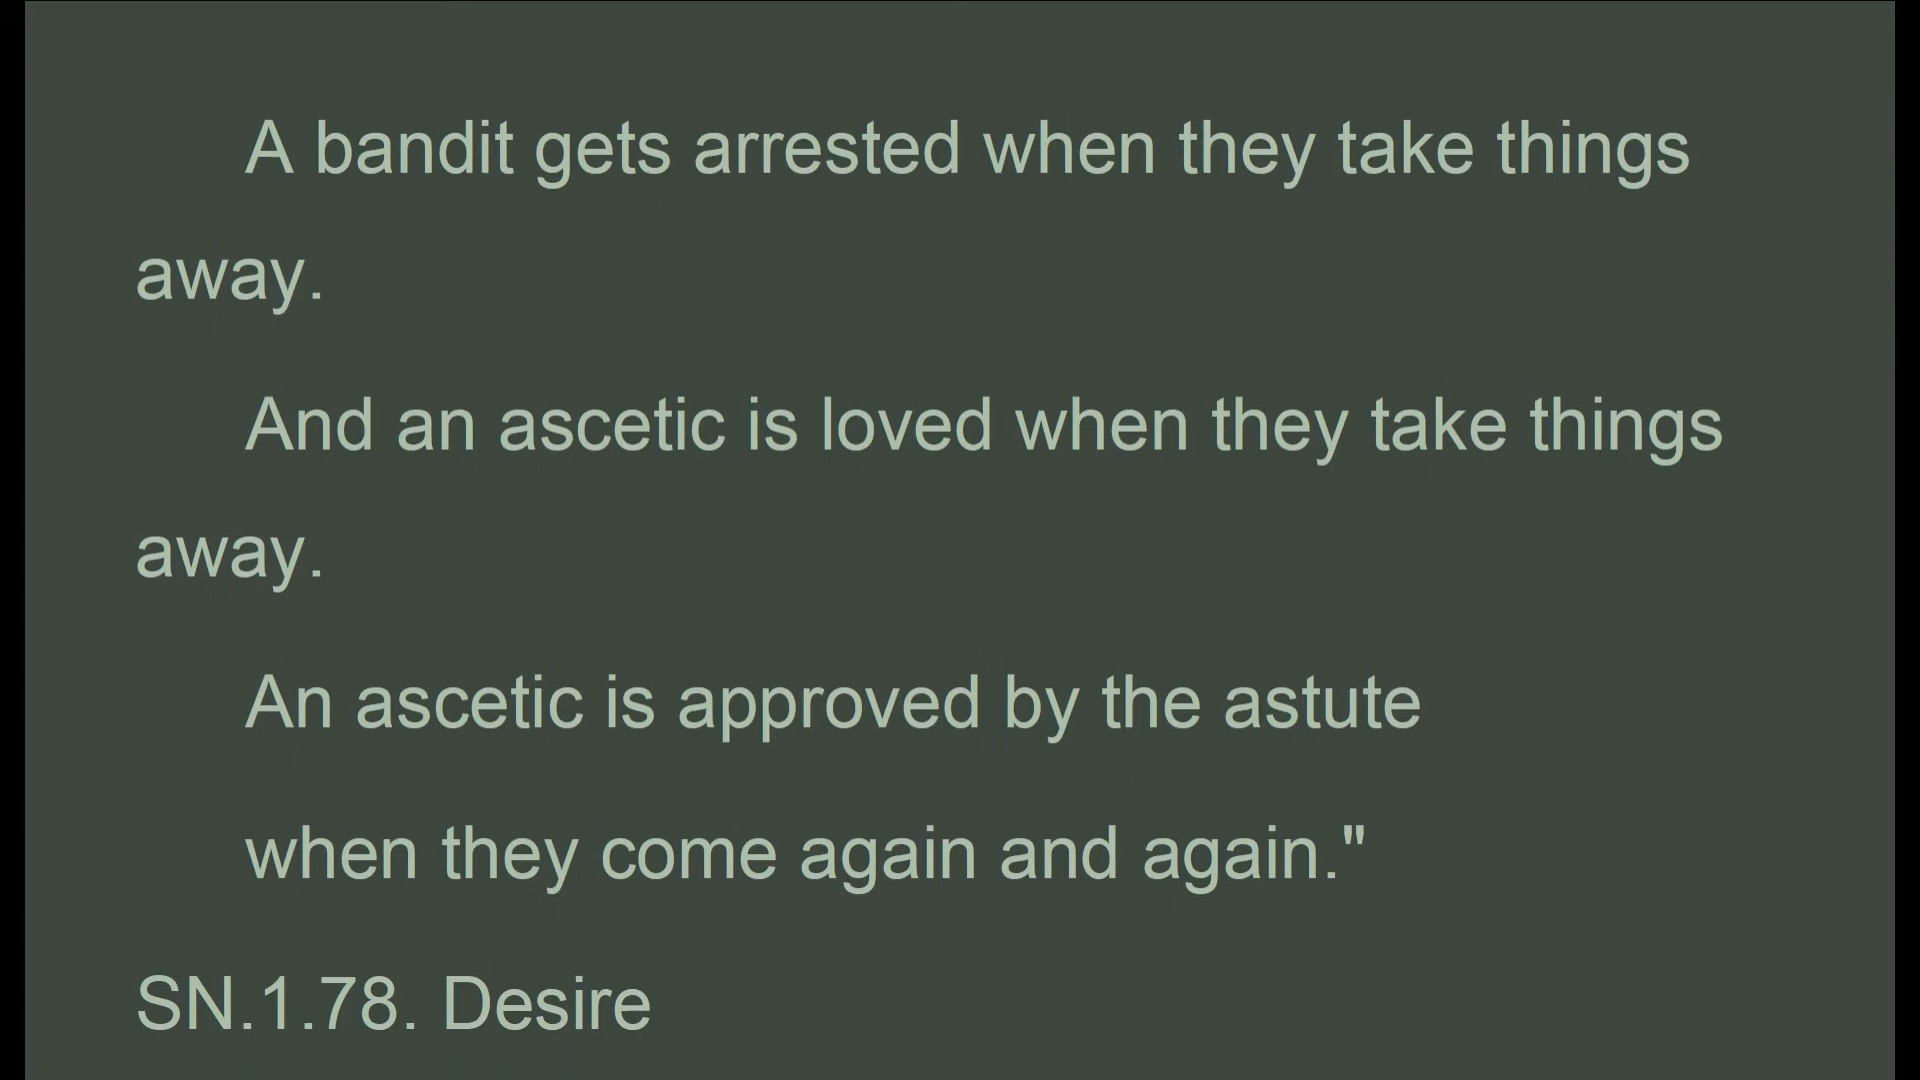 A bandit gets arrested when they take things
away.
And an ascetic is loved when they take things
away.
An ascetic is approved by the astute
when they come again and again."
SN.1.78. Desire